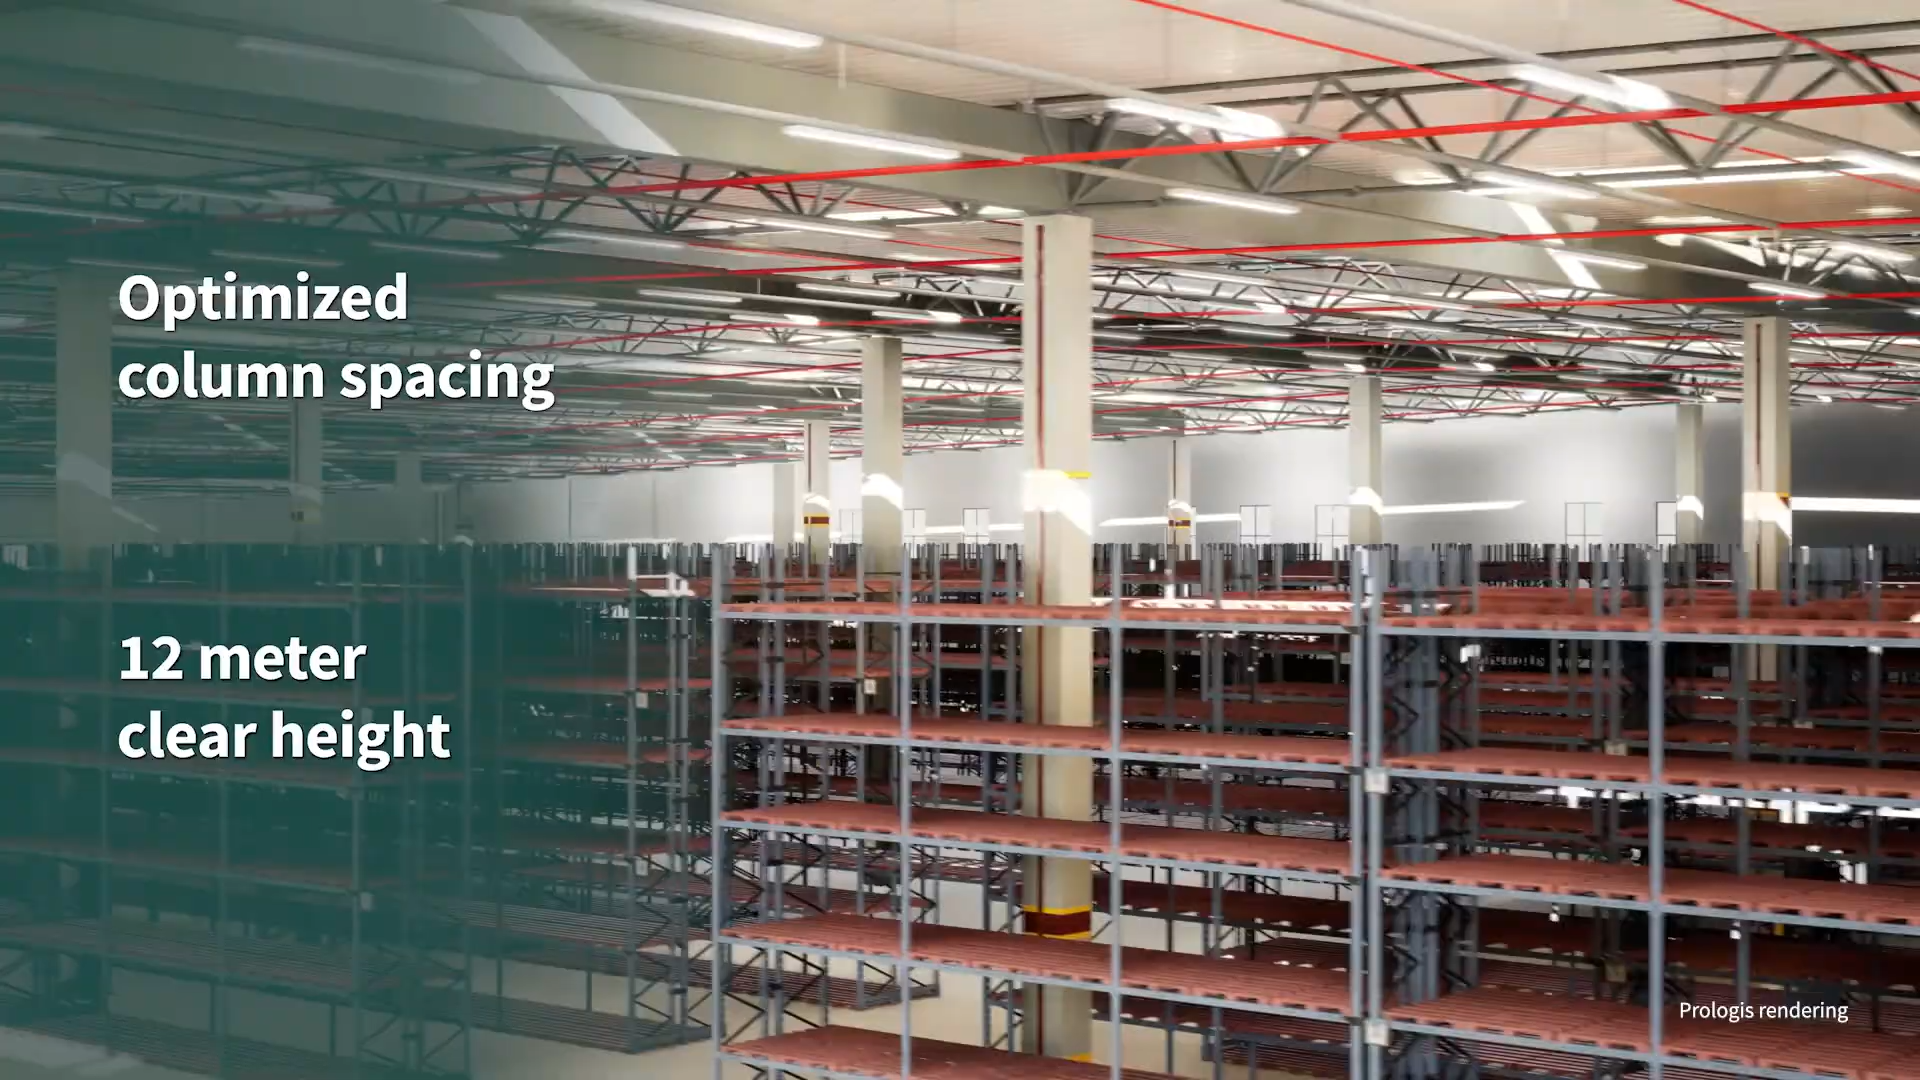 Optimized
column spacing
12 meter
clear height
Prologis rendering